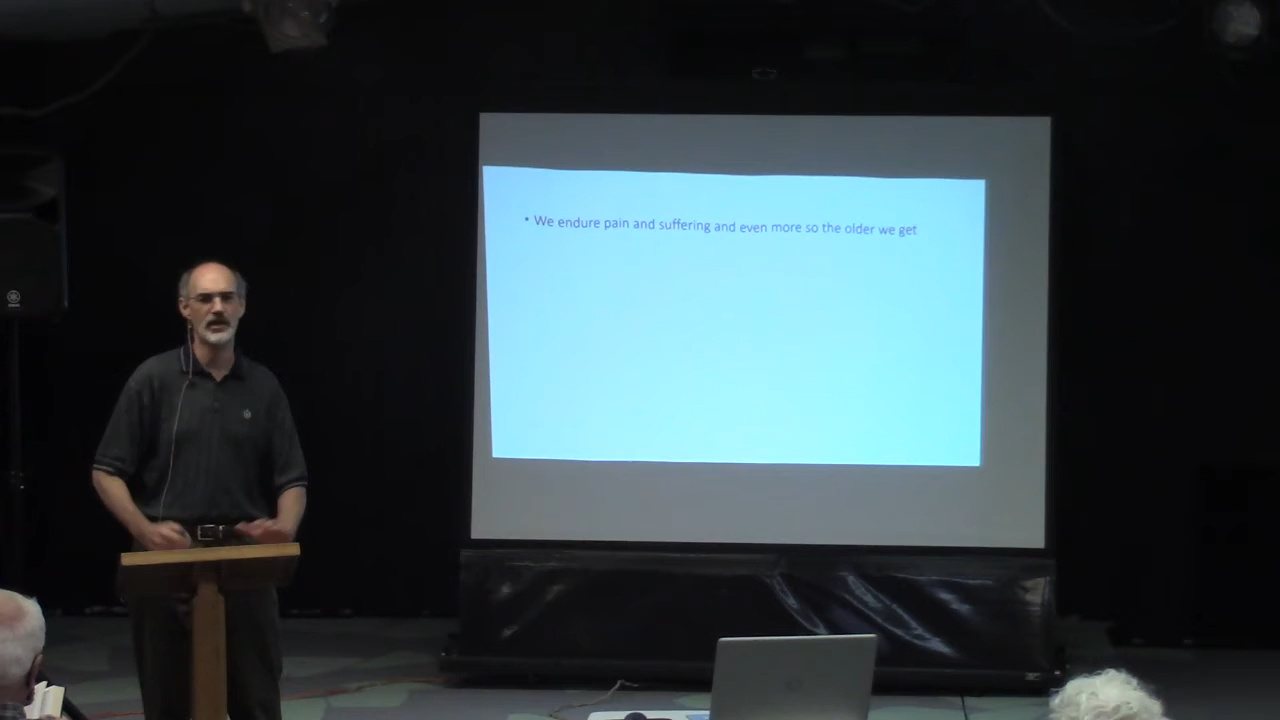 • We endure pain and suffering and even more so the older we get